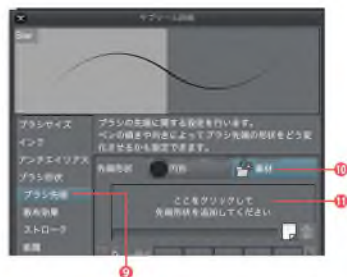 サブツール詳細
Star
ブラシサイズ
インク
アンチエイリアス
ブラシ形状
ブラシ先端
散布効果
ストローク
ブラシの先端に関する設定を行います。
ペンの傾きや向きによってブラシ先端の形状をどう変
化させるかも設定できます。
先端形状 円形 素材
ここをクリックして
先端形状を追加してください
⑨
⑩
⑪